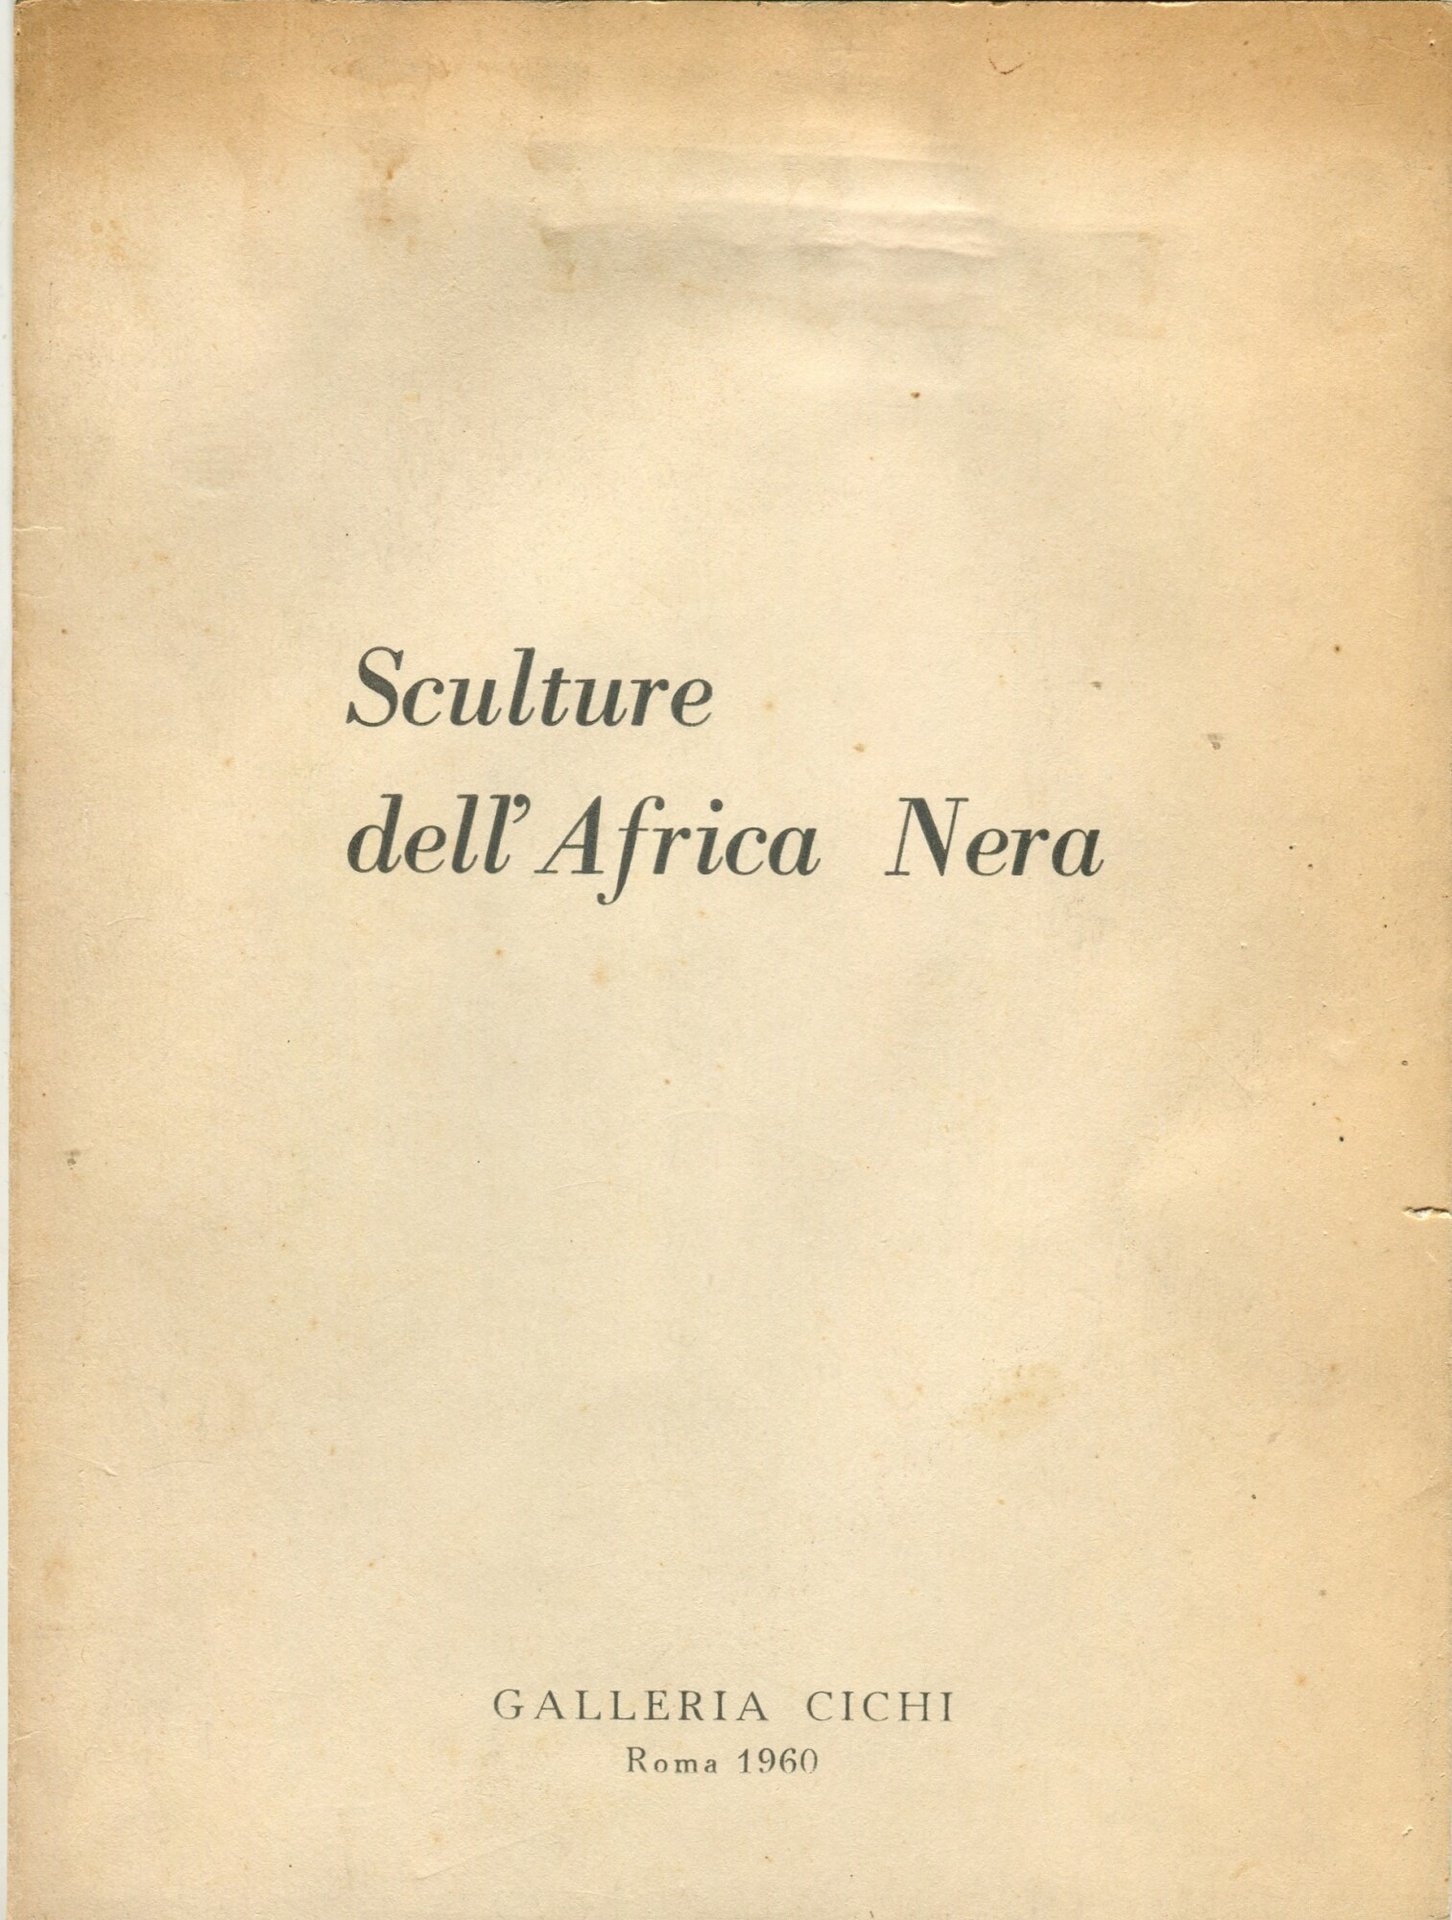 Sculture
dell'Africa Nera
GALLERIA CICHI
Roma 1960